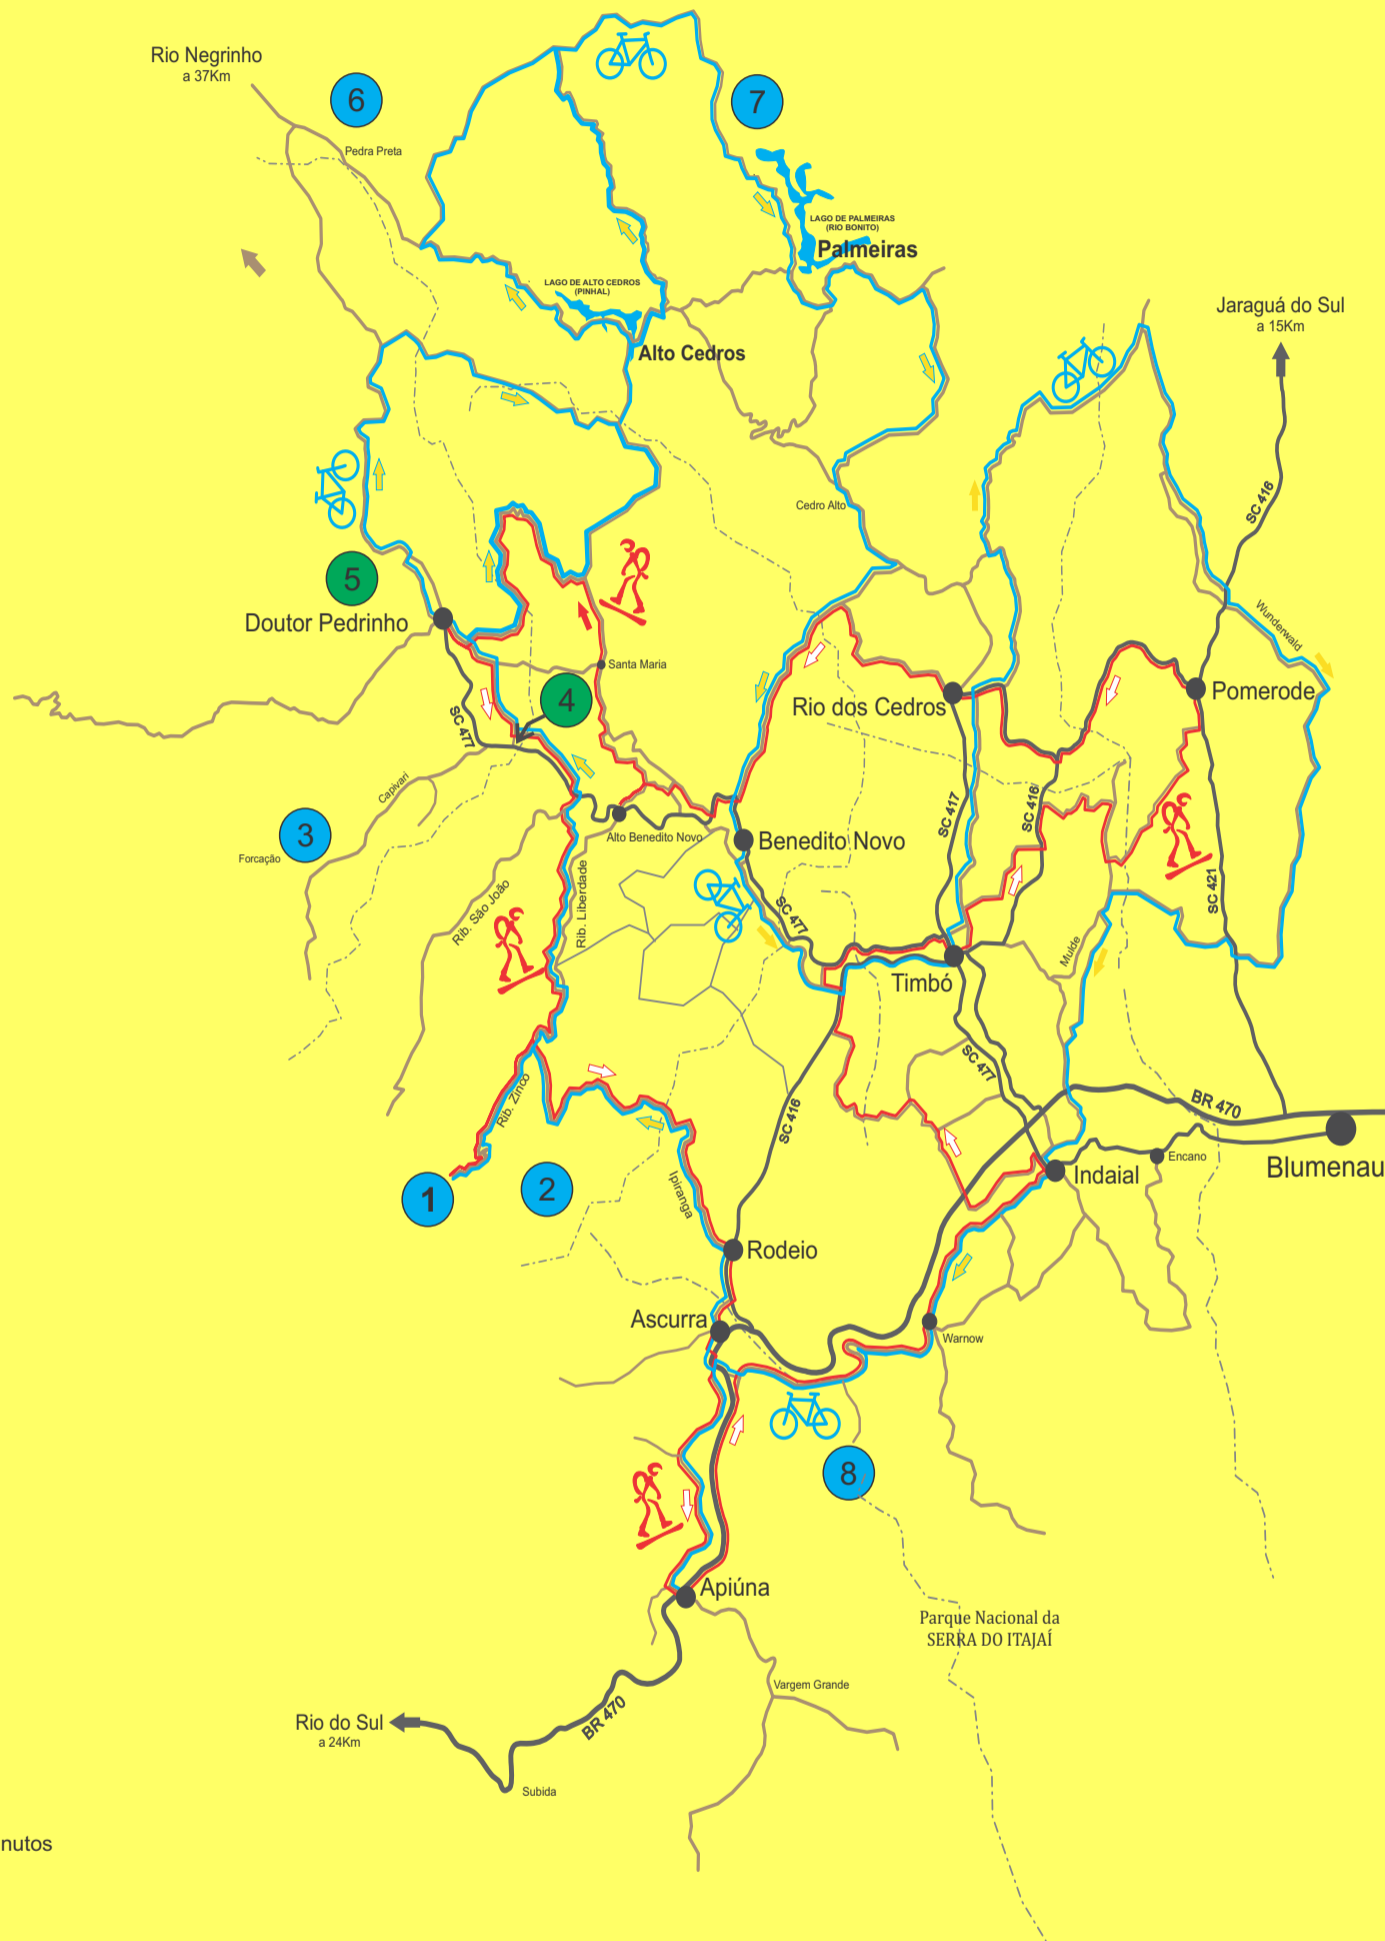 Rio Negrinho
a 37Km
6
7
Pedra Preta
LAGO DE PALMEIRAS
(RIO BONITO)
Palmeiras
LAGO DE ALTO CEDROS
(PINHAL)
Jaraguá do Sul
a 15Km
Alto Cedros
Cedro Alto
SC 416
5
Doutor Pedrinho
Wunderwald
Santa Maria
4
Pomerode
Rio dos Cedros
SC 477
Capivari
SC 417
SC 416
3
Forcação
Alto Benedito Novo
Benedito Novo
Rib. São João
Rib. Liberdade
SC 477
SC 421
Mulde
Timbó
SC 477
Rib. Zinco
SC 416
BR 470
Blumenau
Encano
Indaial
1
2
Ipiranga
Rodeio
Ascurra
Warnow
8
Apiúna
Parque Nacional da
SERRA DO ITAJAÍ
Vargem Grande
BR 470
Rio do Sul
a 24Km
Subida
nutos